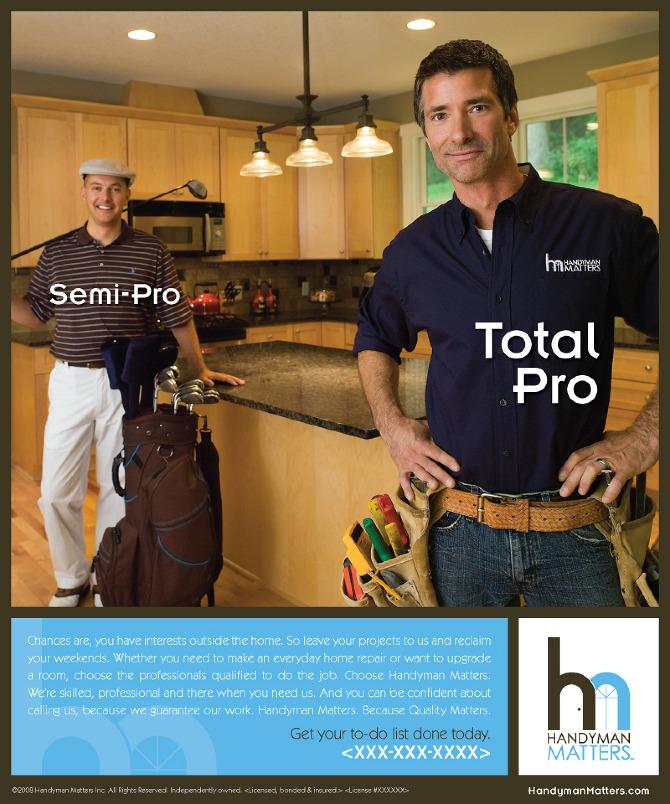 Semi-Pro
HANDYMAN
MATTERS
Total
Pro
Chances are, you have interests outside the home. So leave your projects to us and reclaim
your weekends. Whether you need to make an everyday home repair or want to upgrade
a room, choose the professionals qualified to do the job. Choose Handyman Matters.
We're skilled, professional and there when you need us. And you can be confident about
calling us, because we guarantee our work. Handyman Matters. Because Quality Matters.
Get your to-do list done today.
<XXX-XXX-XXXX>
hn
HANDYMAN
MATTERS
©2008 Handyman Matters Inc. All Rights Reserved. Independently owned. <Licensed, bonded & insured.> <License #XXXXXX>
HandymanMatters.com